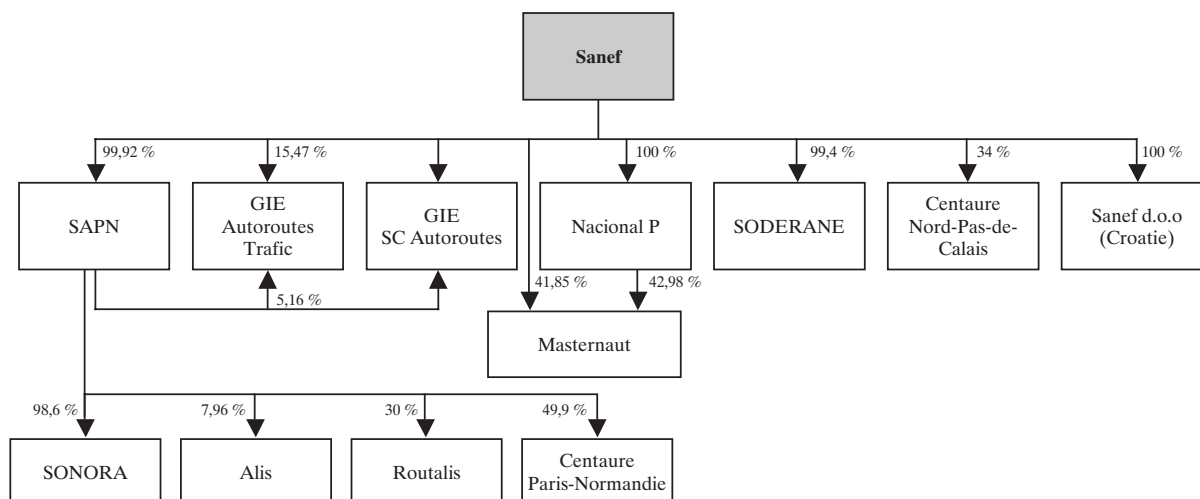 Sanef
99,92 %
15,47 %
100 %
99,4 %
34 %
100 %
SAPN
GIE
Autoroutes
Trafic
GIE
SC Autoroutes
Nacional P
SODERANE
Centaure
Nord-Pas-de-
Calais
Sanef d.o.o
(Croatie)
5,16 %
41,85 %
42,98 %
Masternaut
98,6 %
7,96 %
30 %
49,9 %
SONORA
Alis
Routalis
Centaure
Paris-Normandie